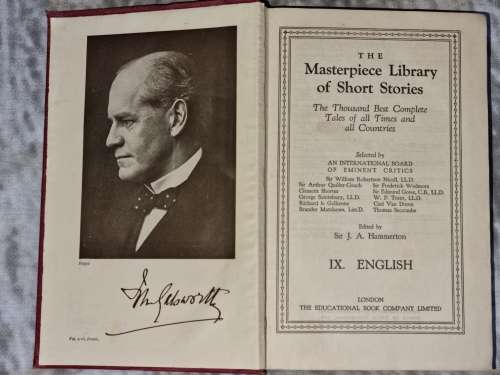 Hoppé
John Galsworthy
THE
Masterpiece Library
of Short Stories
The Thousand Best Complete
Tales of all Times and
all Countries
Selected by
AN INTERNATIONAL BOARD
OF EMINENT CRITICS
Sir William Robertson Nicoll, LL.D.
Sir Arthur Quiller-Couch
Sir Frederick Wedmore
Clement Shorter
Sir Edmund Gosse, C.B., LL.D.
George Saintsbury, LL.D.
W. P. Trent, LL.D.
Richard le Gallienne
Carl Van Doren
Brander Matthews, Litt.D.
Thomas Seccombe
Edited by
Sir J. A. Hammerton
IX. ENGLISH
LONDON
THE EDUCATIONAL BOOK COMPANY LIMITED